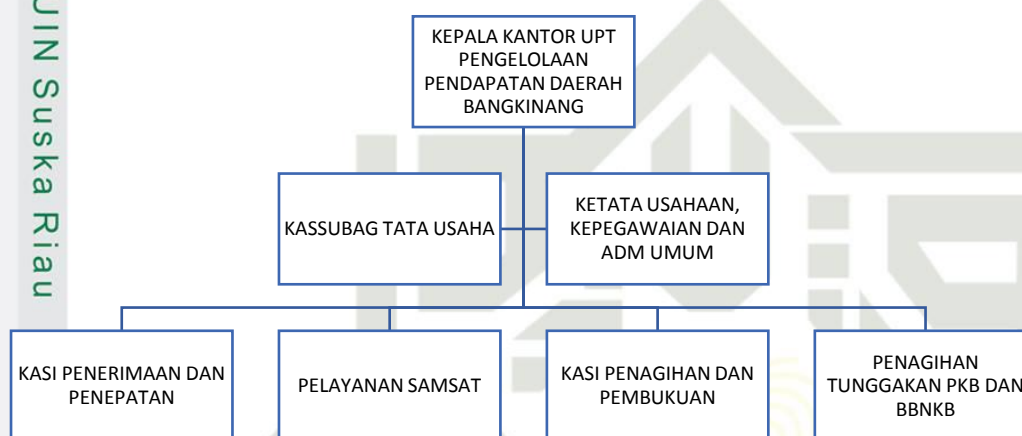 UIN Suska Riau
KEPALA KANTOR UPT
PENGELOLAAN
PENDAPATAN DAERAH
BANGKINANG
KASSUBAG TATA USAHA
KETATA USAHAAN,
KEPEGAWAIAN DAN
ADM UMUM
KASI PENERIMAAN DAN
PENEPATAN
PELAYANAN SAMSAT
KASI PENAGIHAN DAN
PEMBUKUAN
PENAGIHAN
TUNGGAKAN PKB DAN
BBNKB